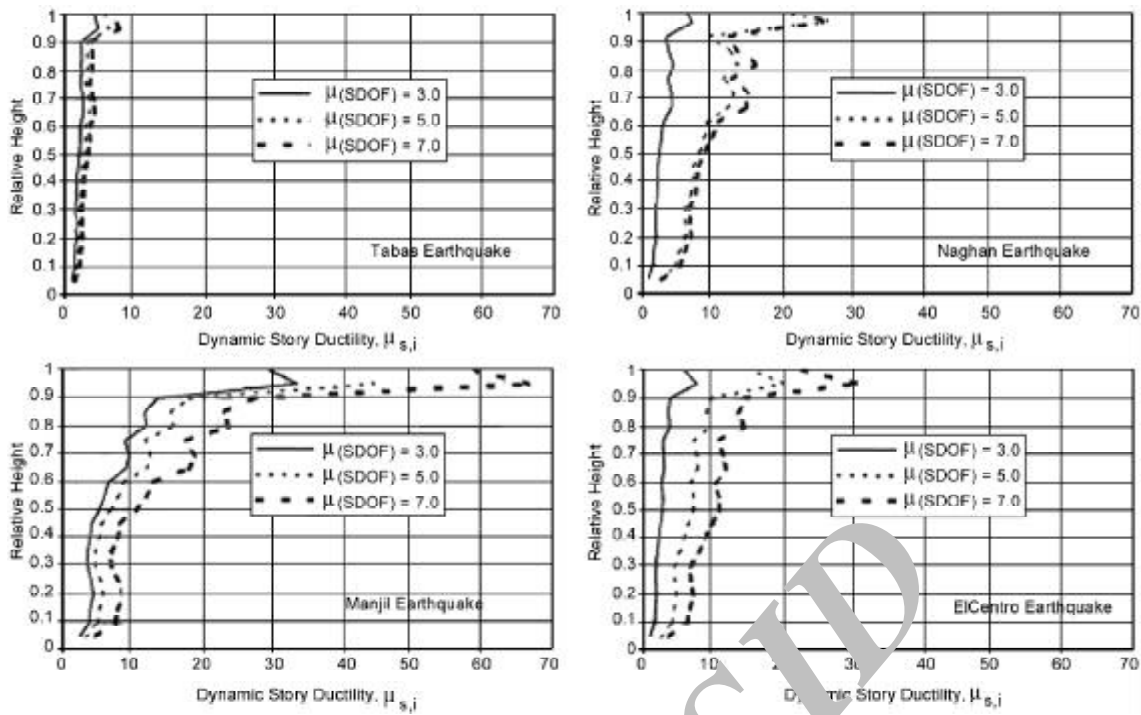 1
0.9
0.8
0.7
0.6
0.5
0.4
0.3
0.2
0.1
0
Relative Height
μ(SDOF) = 3.0
μ(SDOF) = 5.0
μ(SDOF) = 7.0
Tabas Earthquake
0 10 20 30 40 50 60 70
Dynamic Story Ductility, μ s,i
1
0.9
0.8
0.7
0.6
0.5
0.4
0.3
0.2
0.1
0
Relative Height
μ(SDOF) = 3.0
μ(SDOF) = 5.0
μ(SDOF) = 7.0
Naghan Earthquake
0 10 20 30 40 50 60 70
Dynamic Story Ductility, μ s,i
1
0.9
0.8
0.7
0.6
0.5
0.4
0.3
0.2
0.1
0
Relative Height
μ(SDOF) = 3.0
μ(SDOF) = 5.0
μ(SDOF) = 7.0
Manjil Earthquake
0 10 20 30 40 50 60 70
Dynamic Story Ductility, μ s,i
1
0.9
0.8
0.7
0.6
0.5
0.4
0.3
0.2
0.1
0
Relative Height
μ(SDOF) = 3.0
μ(SDOF) = 5.0
μ(SDOF) = 7.0
ElCentro Earthquake
0 10 20 30 40 50 60 70
Story Ductility, μ s,i
SID